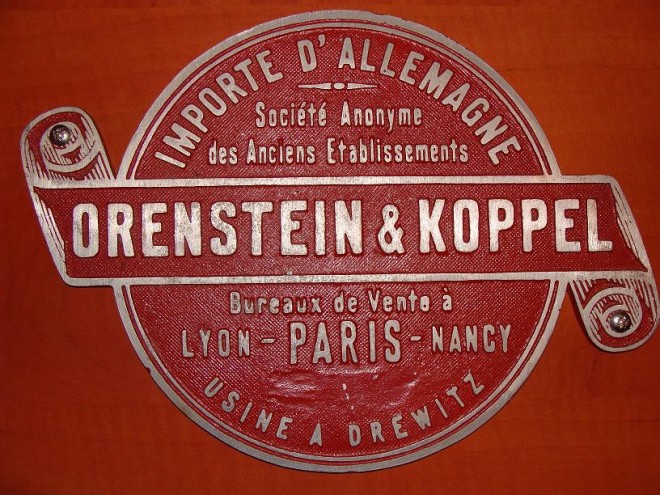 IMPORTE D'ALLEMAGNE
Société Anonyme
des Anciens Etablissements
ORENSTEIN & KOPPEL
Bureaux de Vente à
LYON - PARIS - NANCY
USINE A DREWITZ